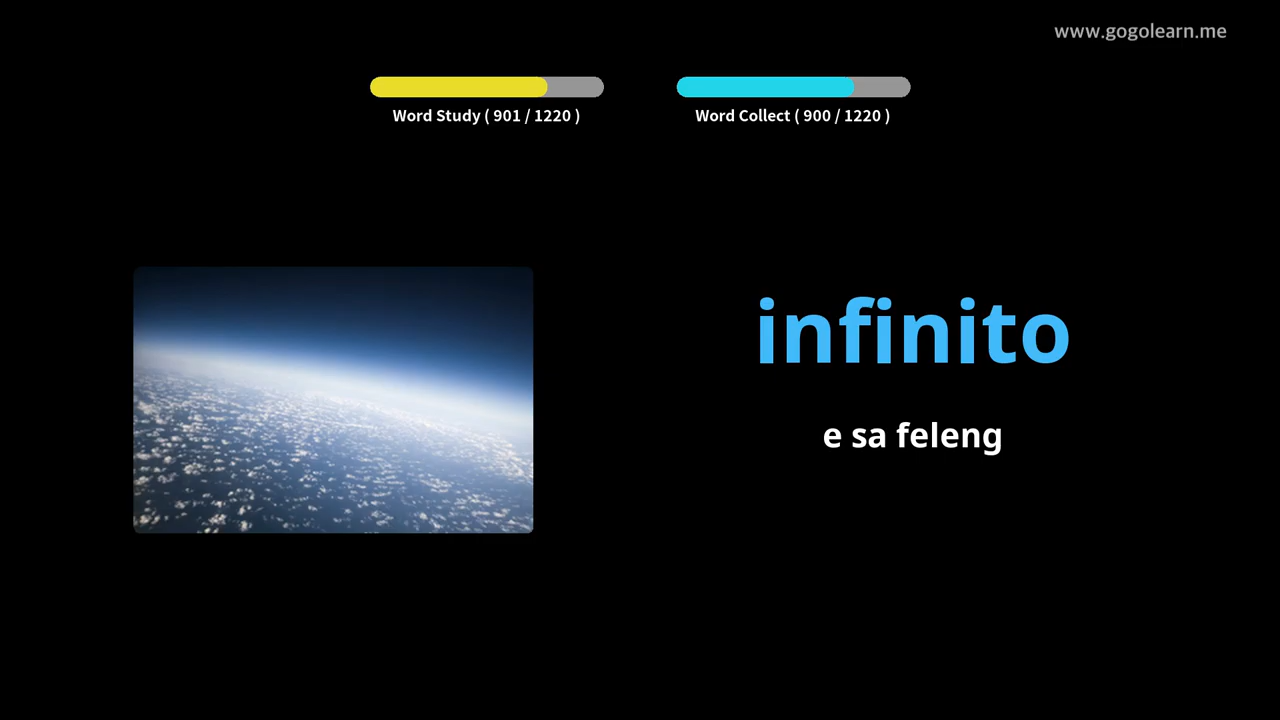 www.gogolearn.me
Word Study ( 901 / 1220 )
Word Collect ( 900 / 1220 )
infinito
e sa feleng